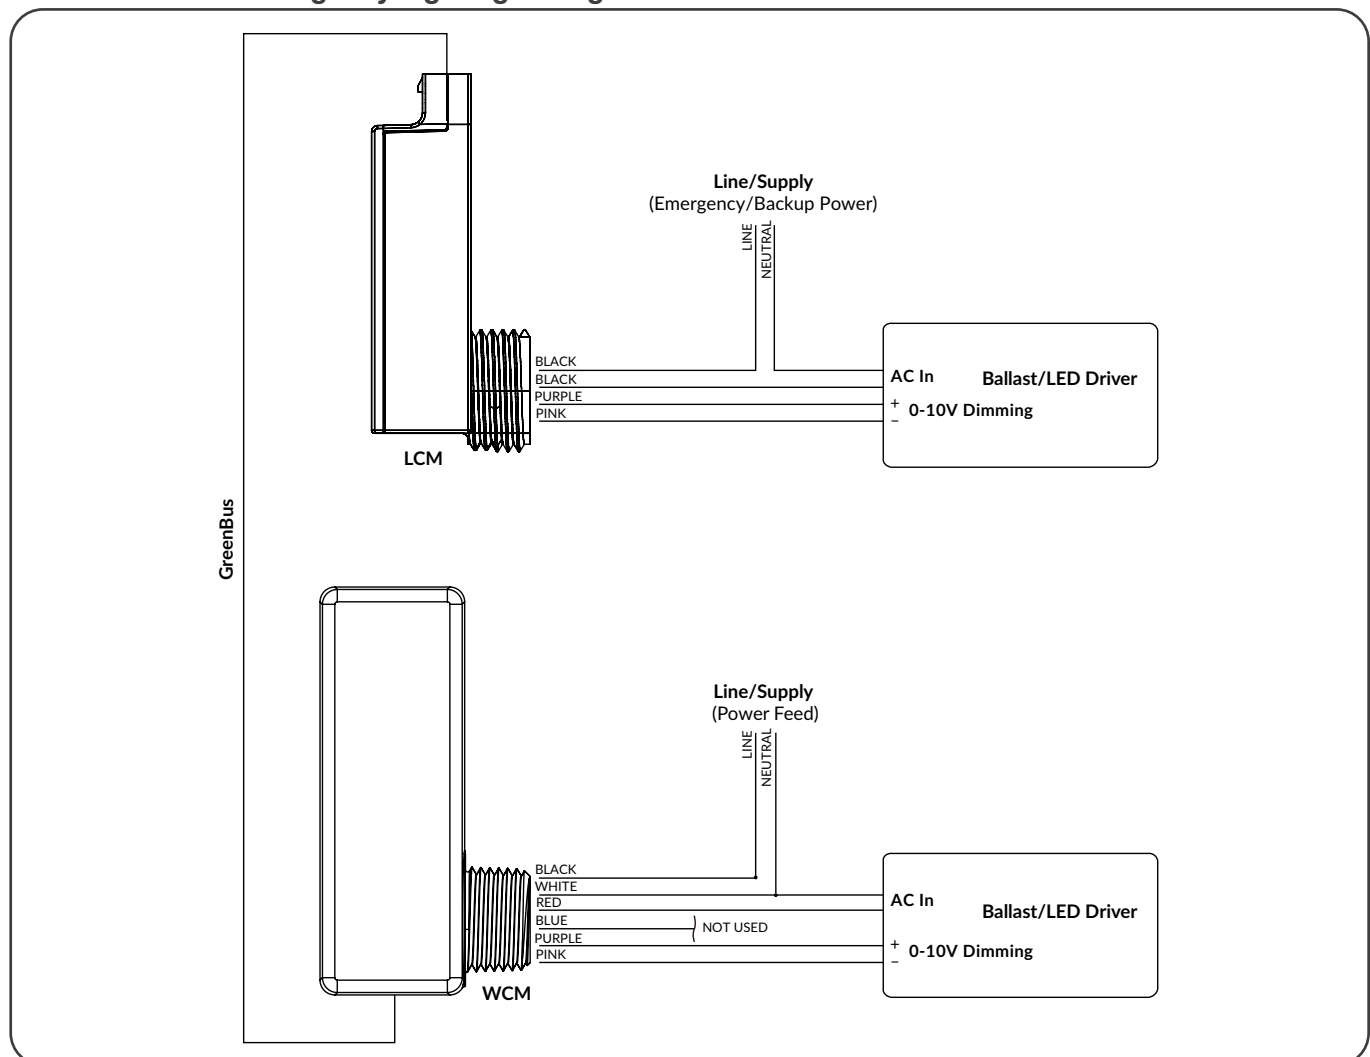 Line/Supply
(Emergency/Backup Power)
LINE
NEUTRAL
BLACK
BLACK
PURPLE
PINK
AC In
Ballast/LED Driver
+
0-10V Dimming
–
LCM
GreenBus
Line/Supply
(Power Feed)
LINE
NEUTRAL
BLACK
WHITE
RED
BLUE
NOT USED
PURPLE
PINK
AC In
Ballast/LED Driver
+
0-10V Dimming
–
WCM